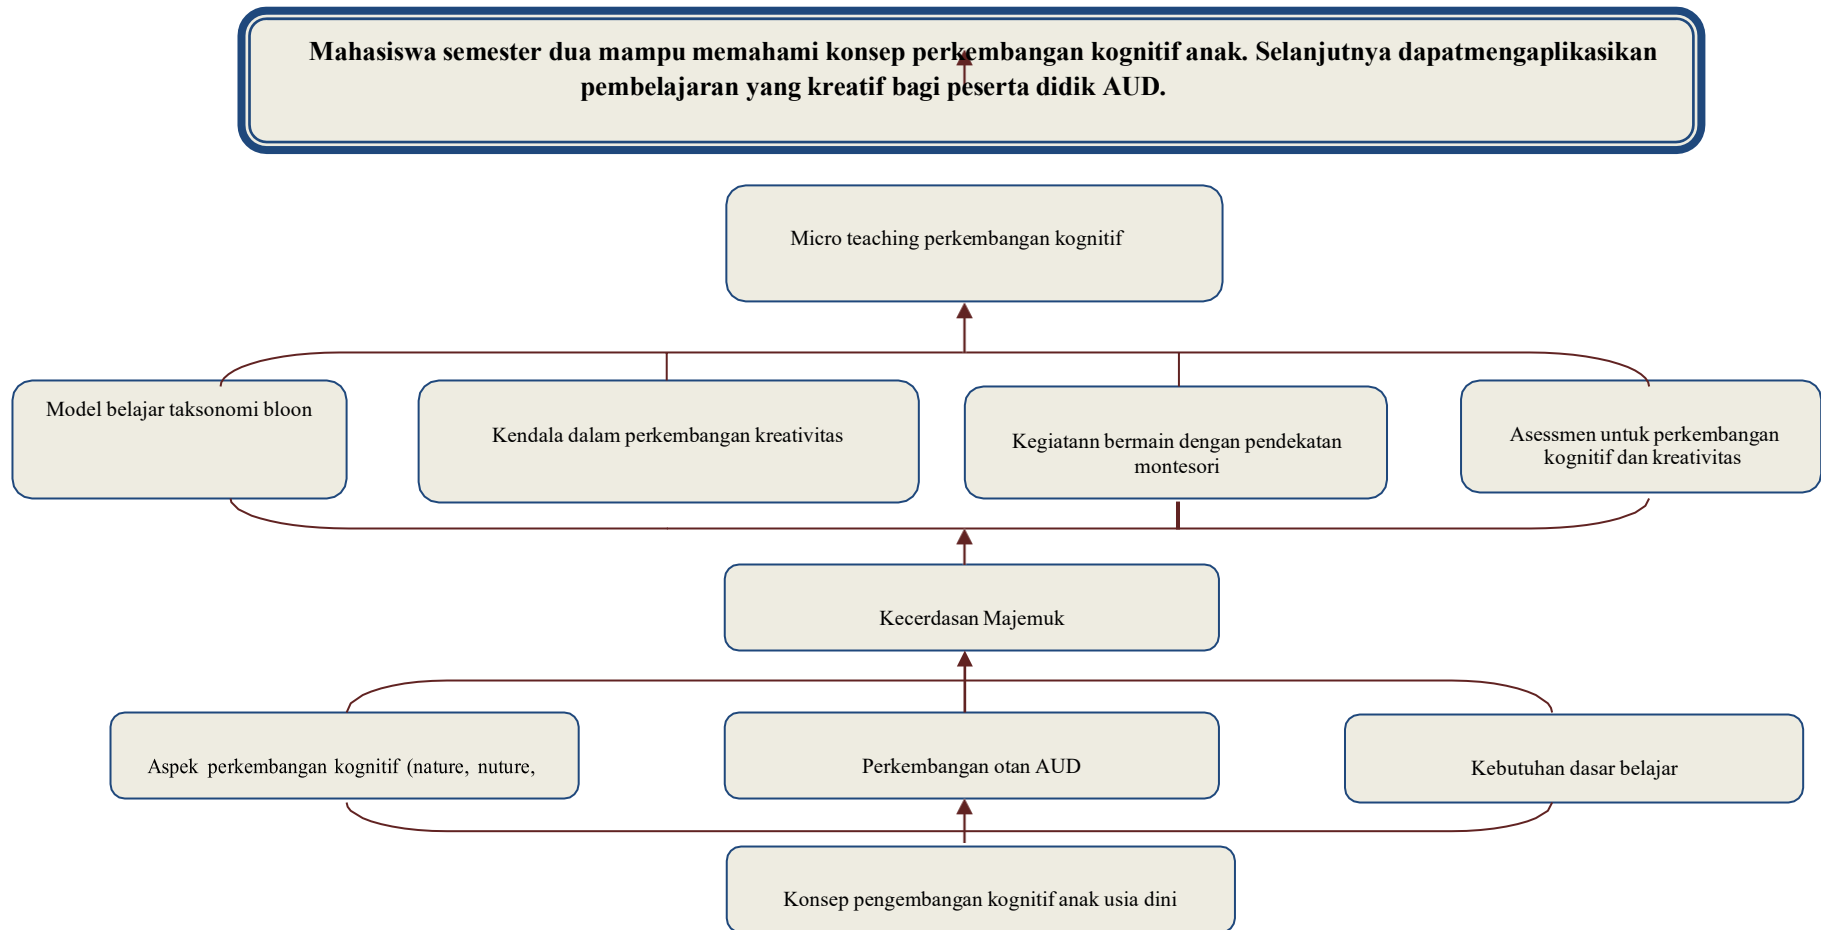 Mahasiswa semester dua mampu memahami konsep perkembangan kognitif anak. Selanjutnya dapatmengaplikasikan
pembelajaran yang kreatif bagi peserta didik AUD.
Micro teaching perkembangan kognitif
Model belajar taksonomi bloon
Kendala dalam perkembangan kreativitas
Kegiatann bermain dengan pendekatan
montesori
Asessmen untuk perkembangan
kognitif dan kreativitas
Kecerdasan Majemuk
Aspek perkembangan kognitif (nature, nuture,
Perkembangan otan AUD
Kebutuhan dasar belajar
Konsep pengembangan kognitif anak usia dini